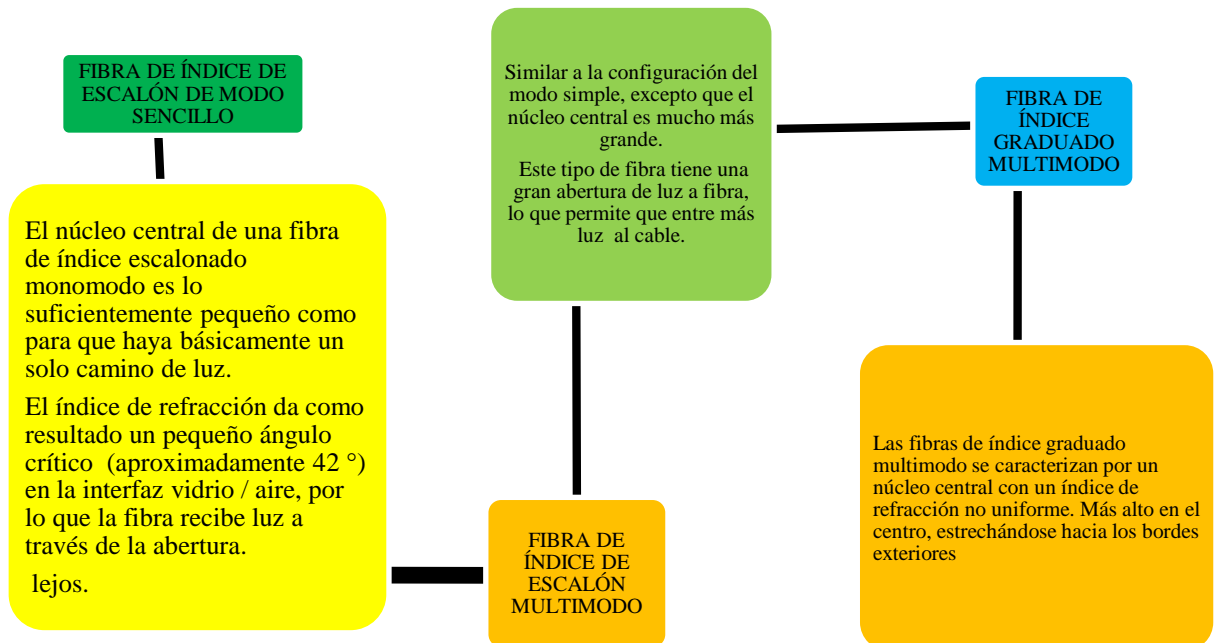 FIBRA DE ÍNDICE DE
ESCALÓN DE MODO
SENCILLO
El núcleo central de una fibra
de índice escalonado
monomodo es lo
suficientemente pequeño como
para que haya básicamente un
solo camino de luz.
El índice de refracción da como
resultado un pequeño ángulo
crítico (aproximadamente 42 °)
en la interfaz vidrio / aire, por
lo que la fibra recibe luz a
través de la abertura.
lejos.
FIBRA DE
ÍNDICE DE
ESCALÓN
MULTIMODO
Similar a la configuración del
modo simple, excepto que el
núcleo central es mucho más
grande.
Este tipo de fibra tiene una
gran abertura de luz a fibra,
lo que permite que entre más
luz al cable.
FIBRA DE
ÍNDICE
GRADUADO
MULTIMODO
Las fibras de índice graduado
multimodo se caracterizan por un
núcleo central con un índice de
refracción no uniforme. Más alto en el
centro, estrechándose hacia los bordes
exteriores